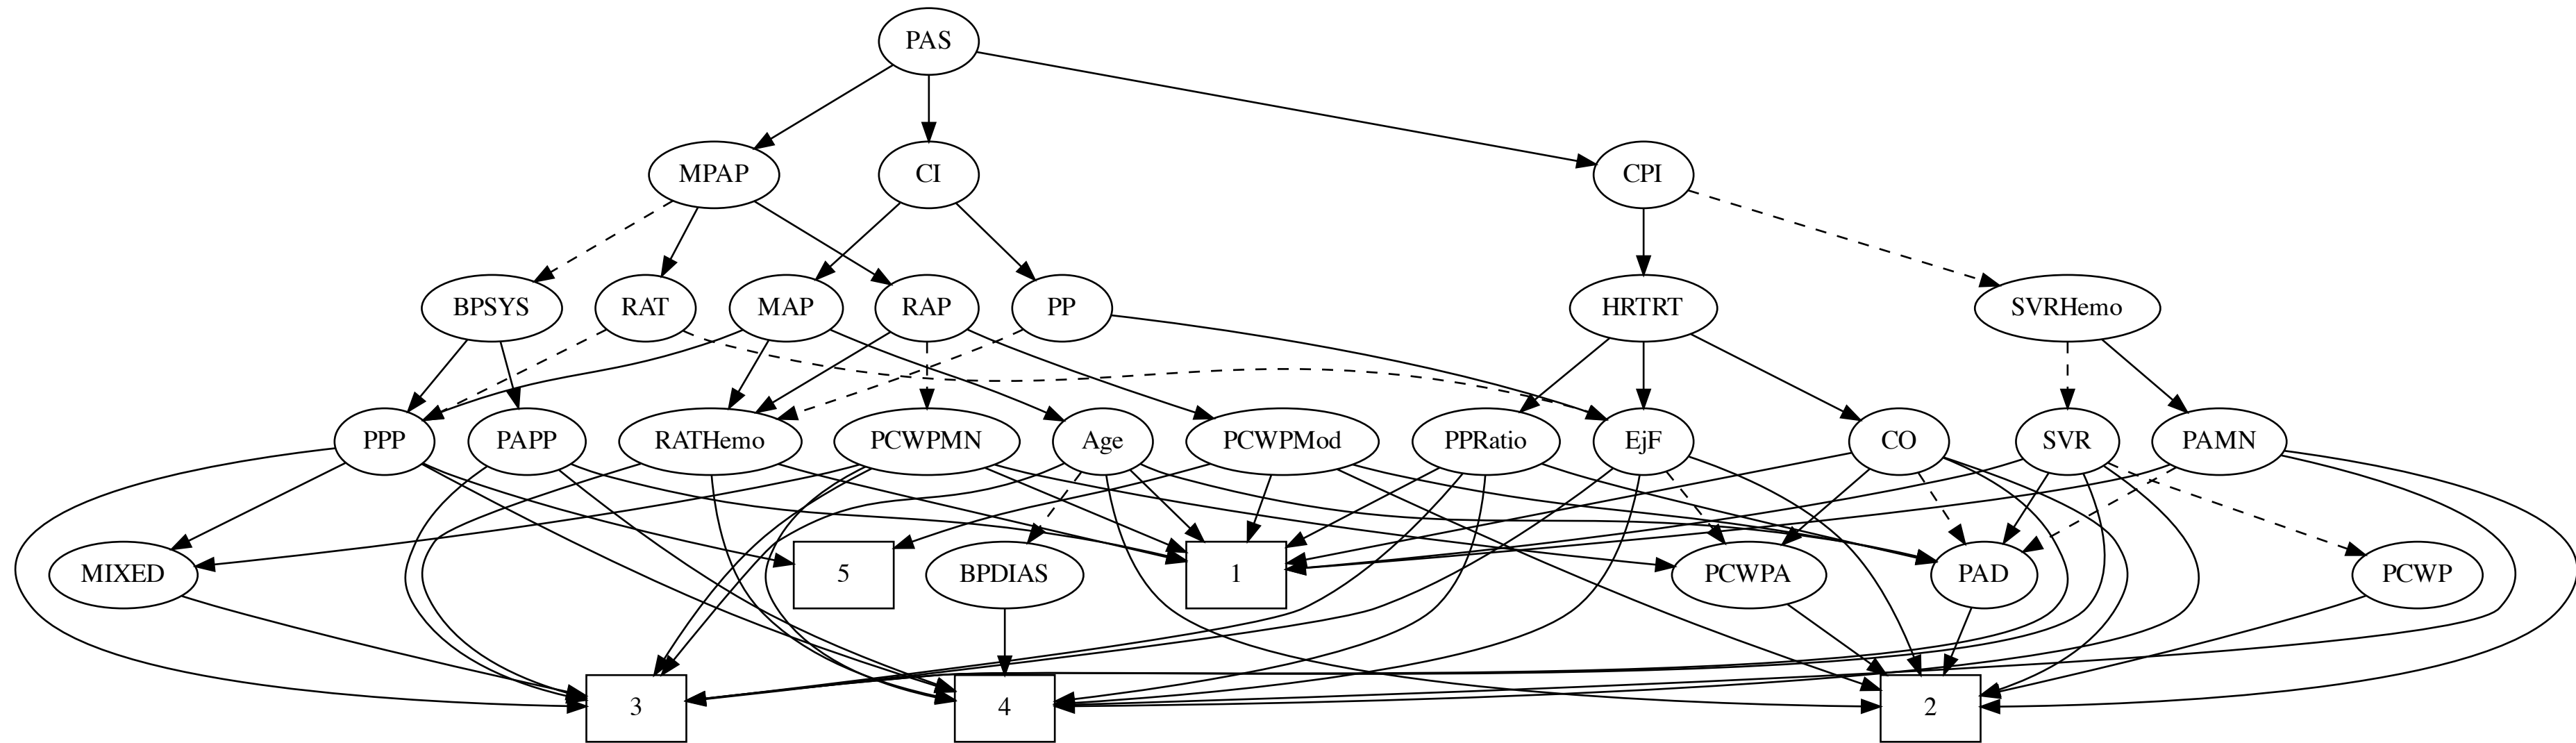 PAS
MPAP
CI
CPI
BPSYS
RAT
MAP
RAP
PP
HRTRT
SVRHemo
PPP
PAPP
RATHemo
PCWPMN
Age
PCWPMod
PPRatio
EjF
CO
SVR
PAMN
MIXED
5
BPDIAS
1
PCWPA
PAD
PCWP
3
4
2